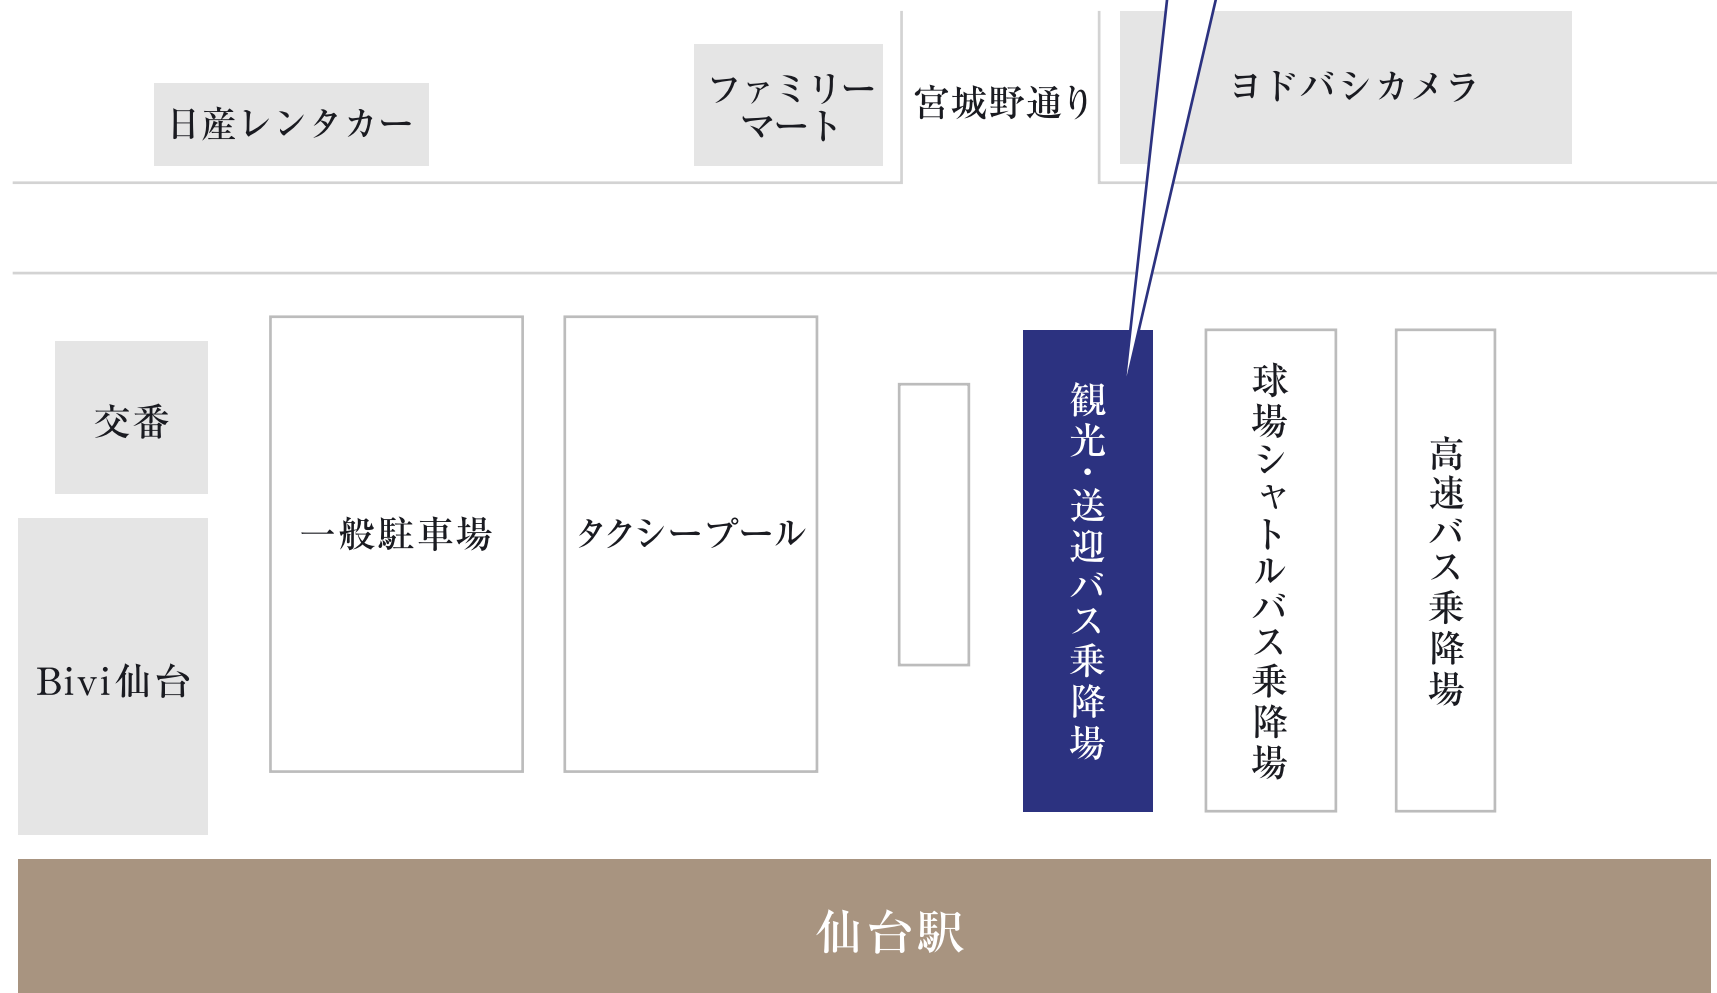 日産レンタカー
ファミリー
マート
宮城野通り
ヨドバシカメラ
交番
Bivi仙台
一般駐車場
タクシープール
観光・送迎バス乗降場
球場シャトルバス乗降場
高速バス乗降場
仙台駅